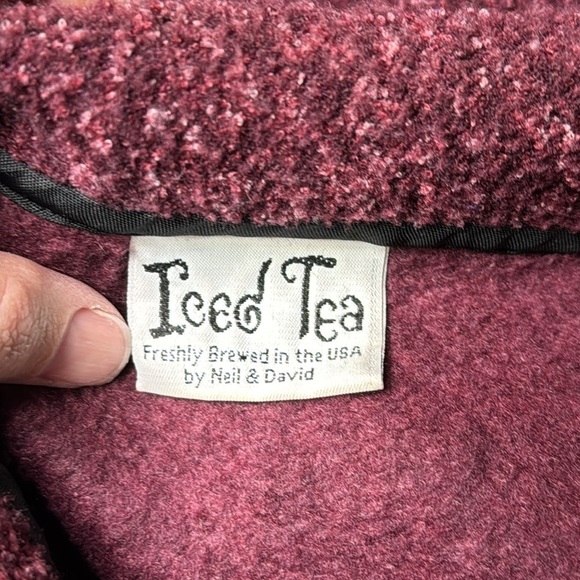 Iced Tea
Freshly Brewed in the USA
by Neil & David